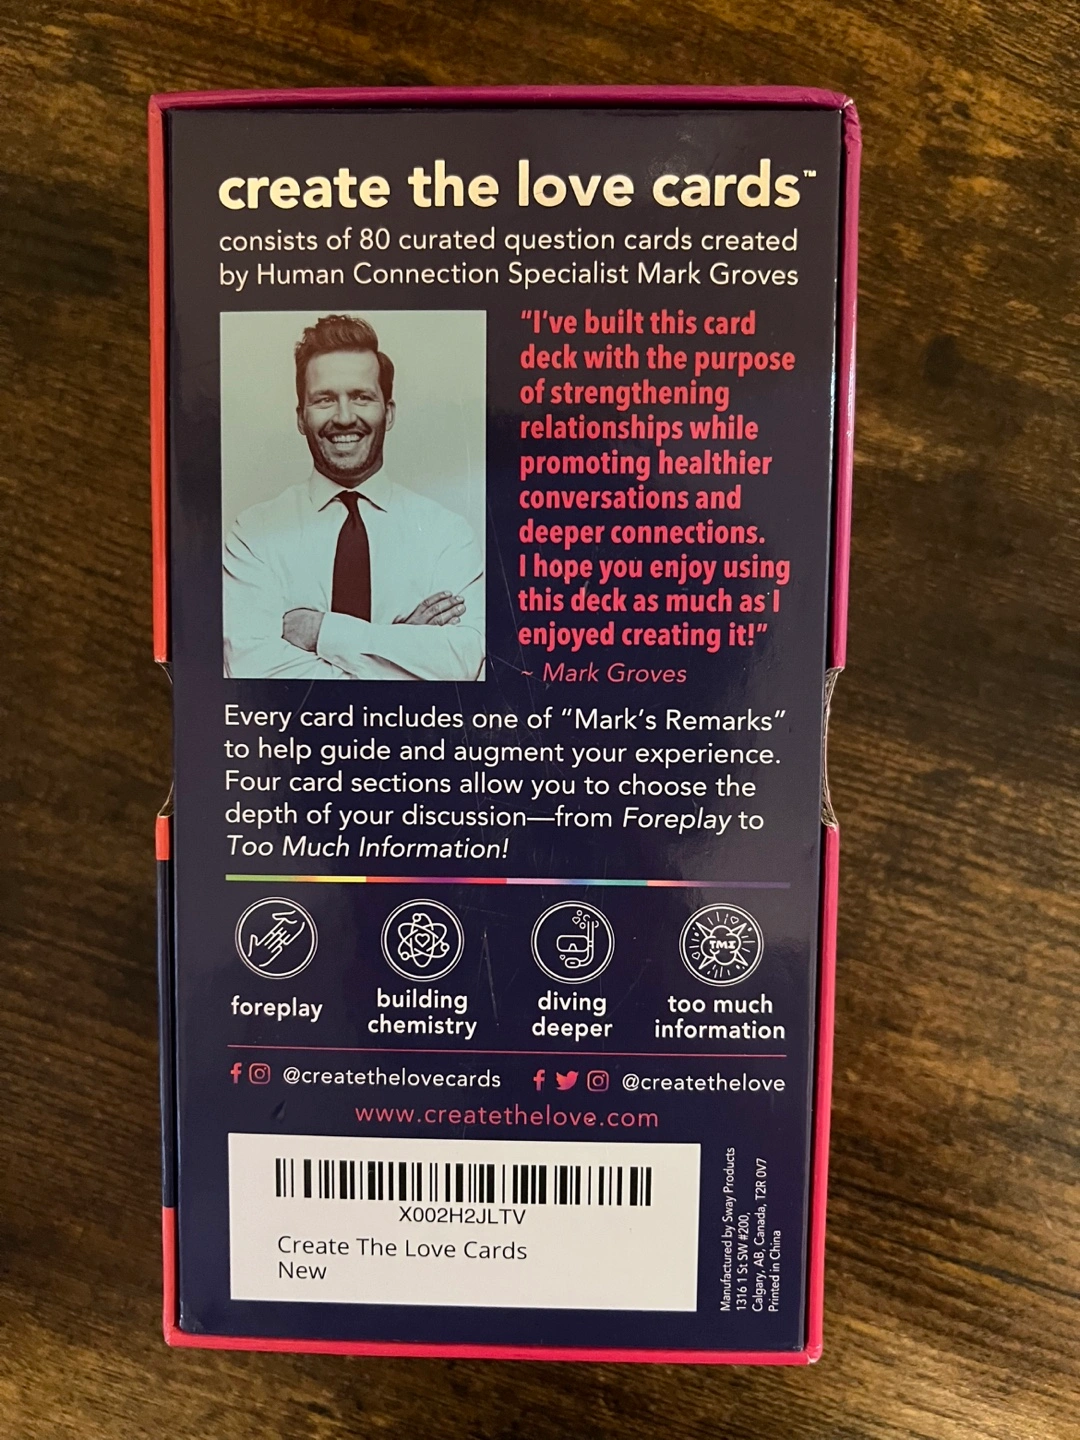 create the love cards™
consists of 80 curated question cards created
by Human Connection Specialist Mark Groves
“I’ve built this card
deck with the purpose
of strengthening
relationships while
promoting healthier
conversations and
deeper connections.
I hope you enjoy using
this deck as much as I
enjoyed creating it!”
~ Mark Groves
Every card includes one of “Mark’s Remarks”
to help guide and augment your experience.
Four card sections allow you to choose the
depth of your discussion—from Foreplay to
Too Much Information!
TMI
foreplay
building
chemistry
diving
deeper
too much
information
@createthelovecards
@createthelove
www.createthelove.com
X002H2JLTV
Create The Love Cards
New
Manufactured by Sway Products
1316 1 St SW #200,
Calgary, AB, Canada, T2R 0V7
Printed in China